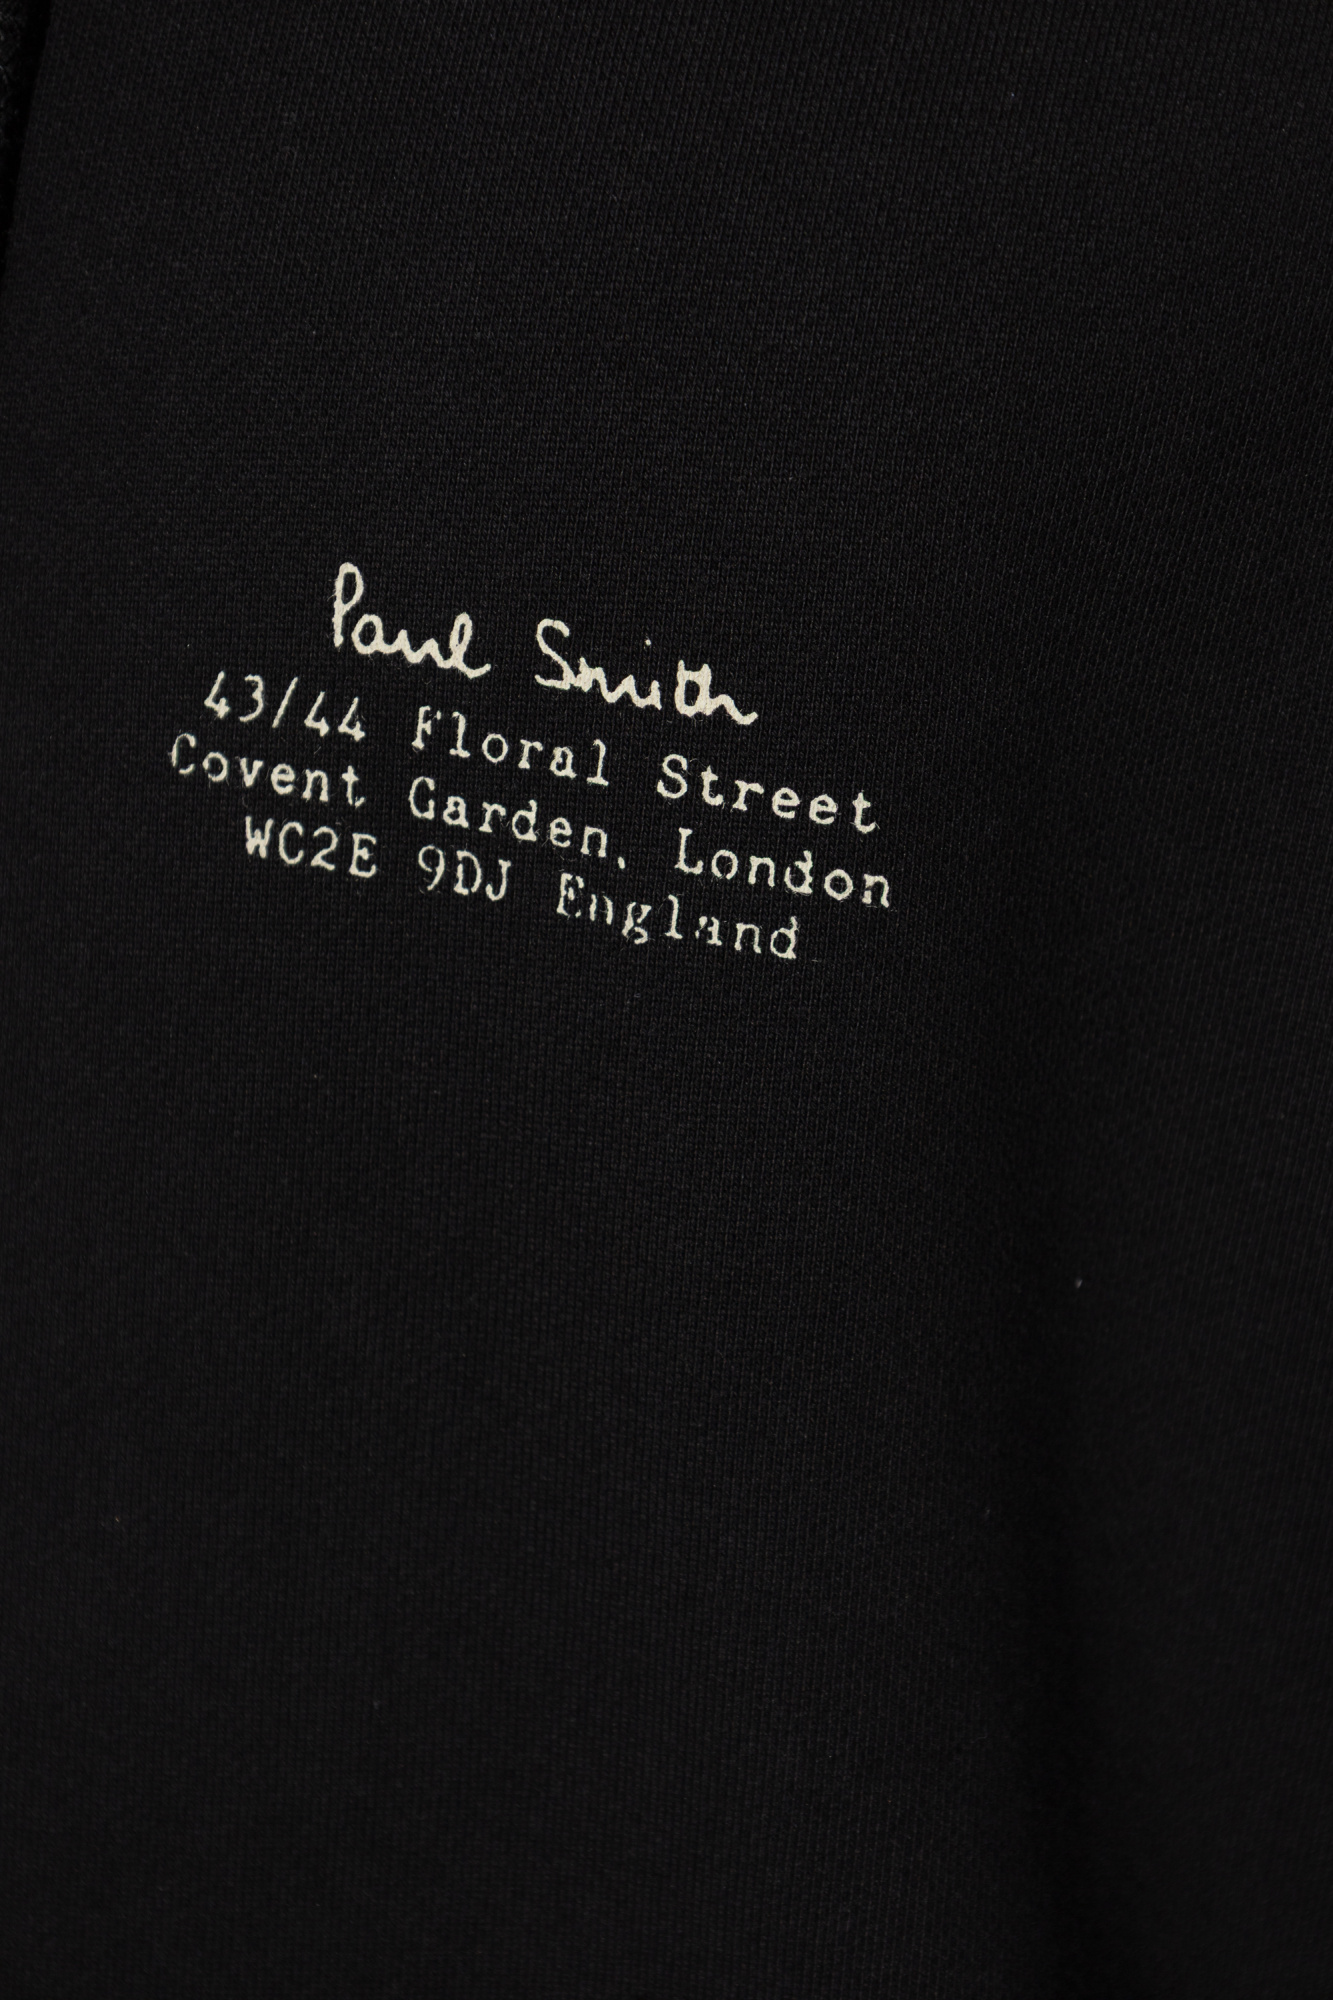 Paul Smith
43/44 Floral Street
Covent Garden, London
WC2E 9DJ England